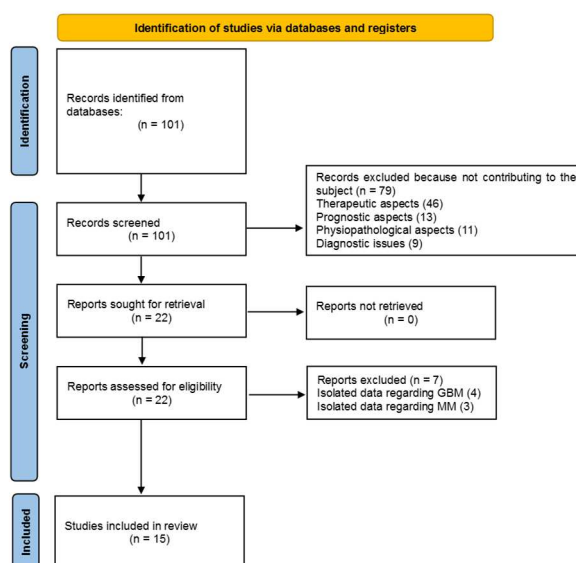 Identification of studies via databases and registers
Identification
Records identified from
databases:
(n = 101)
Records screened
(n = 101)
Records excluded because not contributing to the
subject (n = 79)
Therapeutic aspects (46)
Prognostic aspects (13)
Physiopathological aspects (11)
Diagnostic issues (9)
Screening
Reports sought for retrieval
(n = 22)
Reports not retrieved
(n = 0)
Reports assessed for eligibility
(n = 22)
Reports excluded (n = 7)
Isolated data regarding GBM (4)
Isolated data regarding MM (3)
Included
Studies included in review
(n = 15)